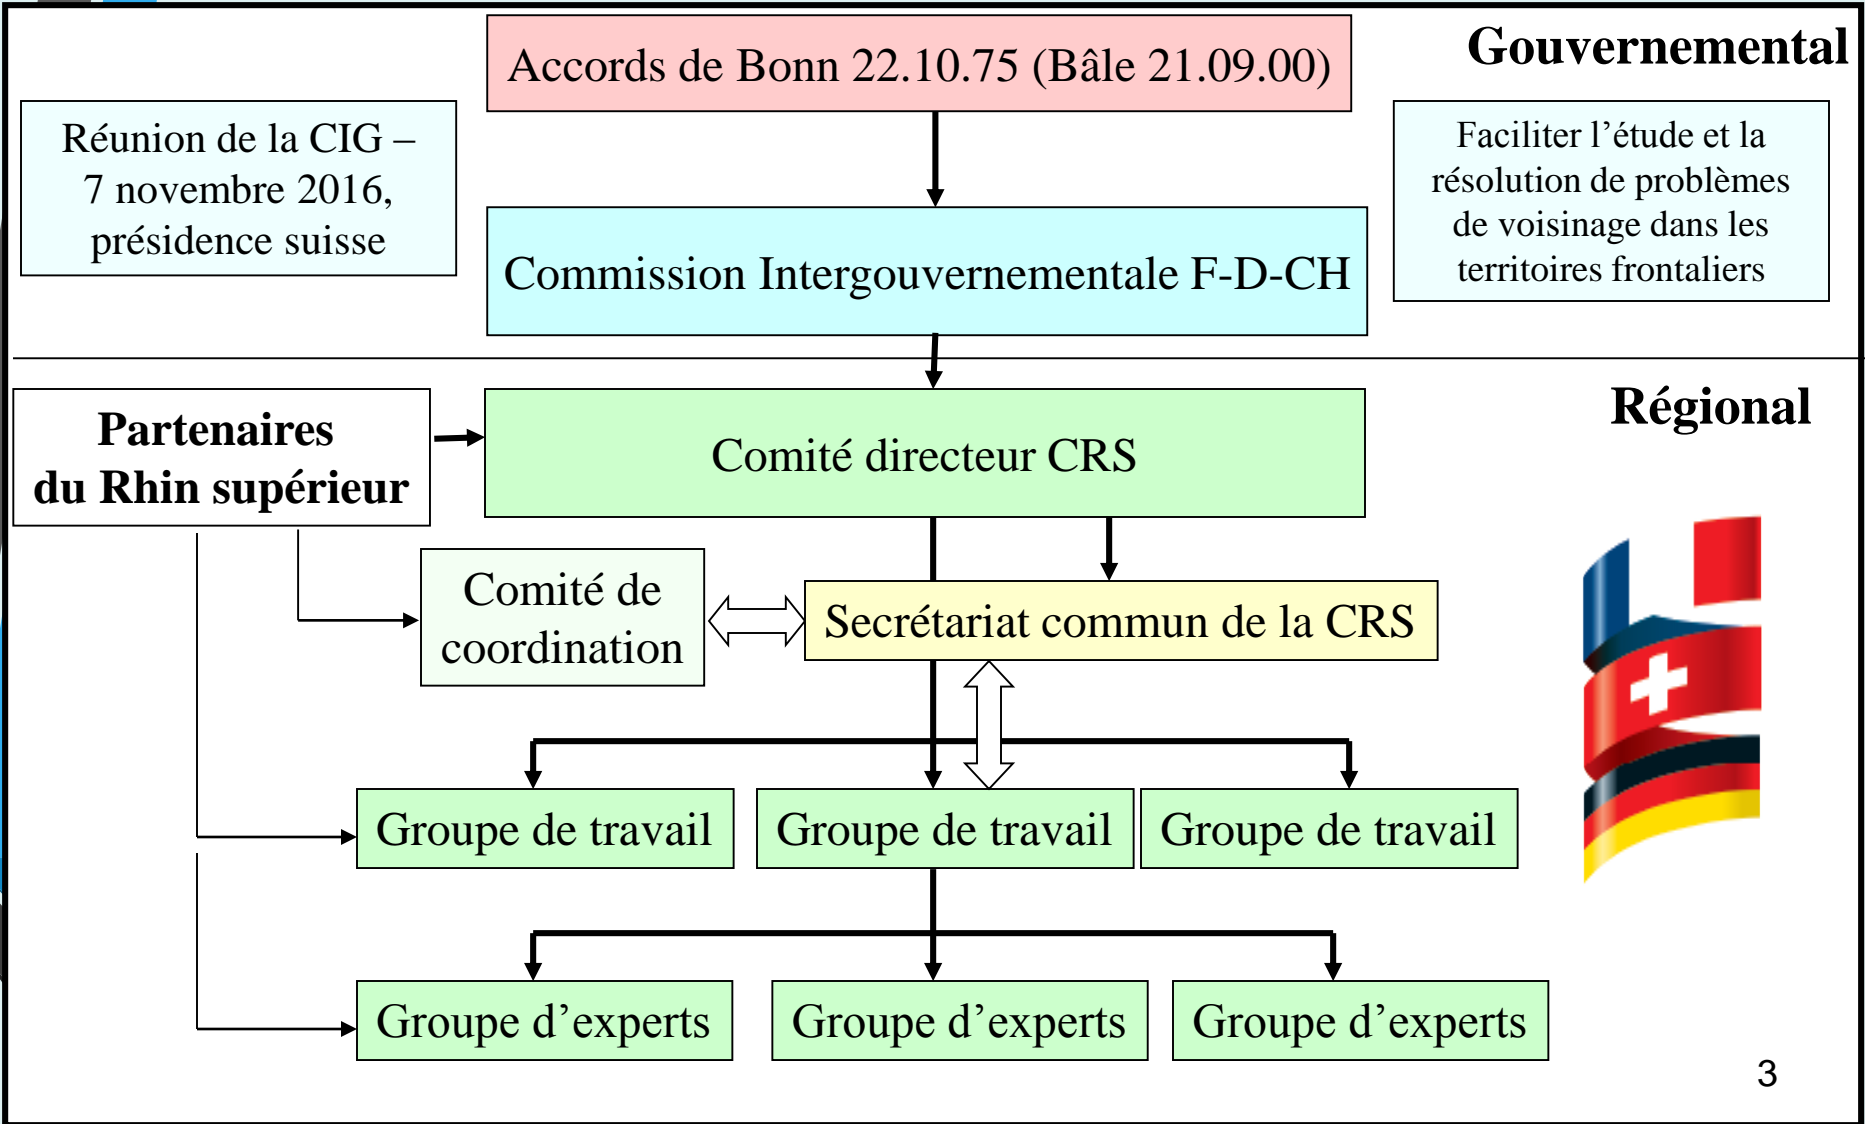 Accords de Bonn 22.10.75 (Bâle 21.09.00)
Gouvernemental
Réunion de la CIG –
7 novembre 2016,
présidence suisse
Faciliter l’étude et la
résolution de problèmes
de voisinage dans les
territoires frontaliers
Commission Intergouvernementale F-D-CH
Régional
Partenaires
du Rhin supérieur
Comité directeur CRS
Comité de
coordination
Secrétariat commun de la CRS
Groupe de travail
Groupe de travail
Groupe de travail
Groupe d’experts
Groupe d’experts
Groupe d’experts
3